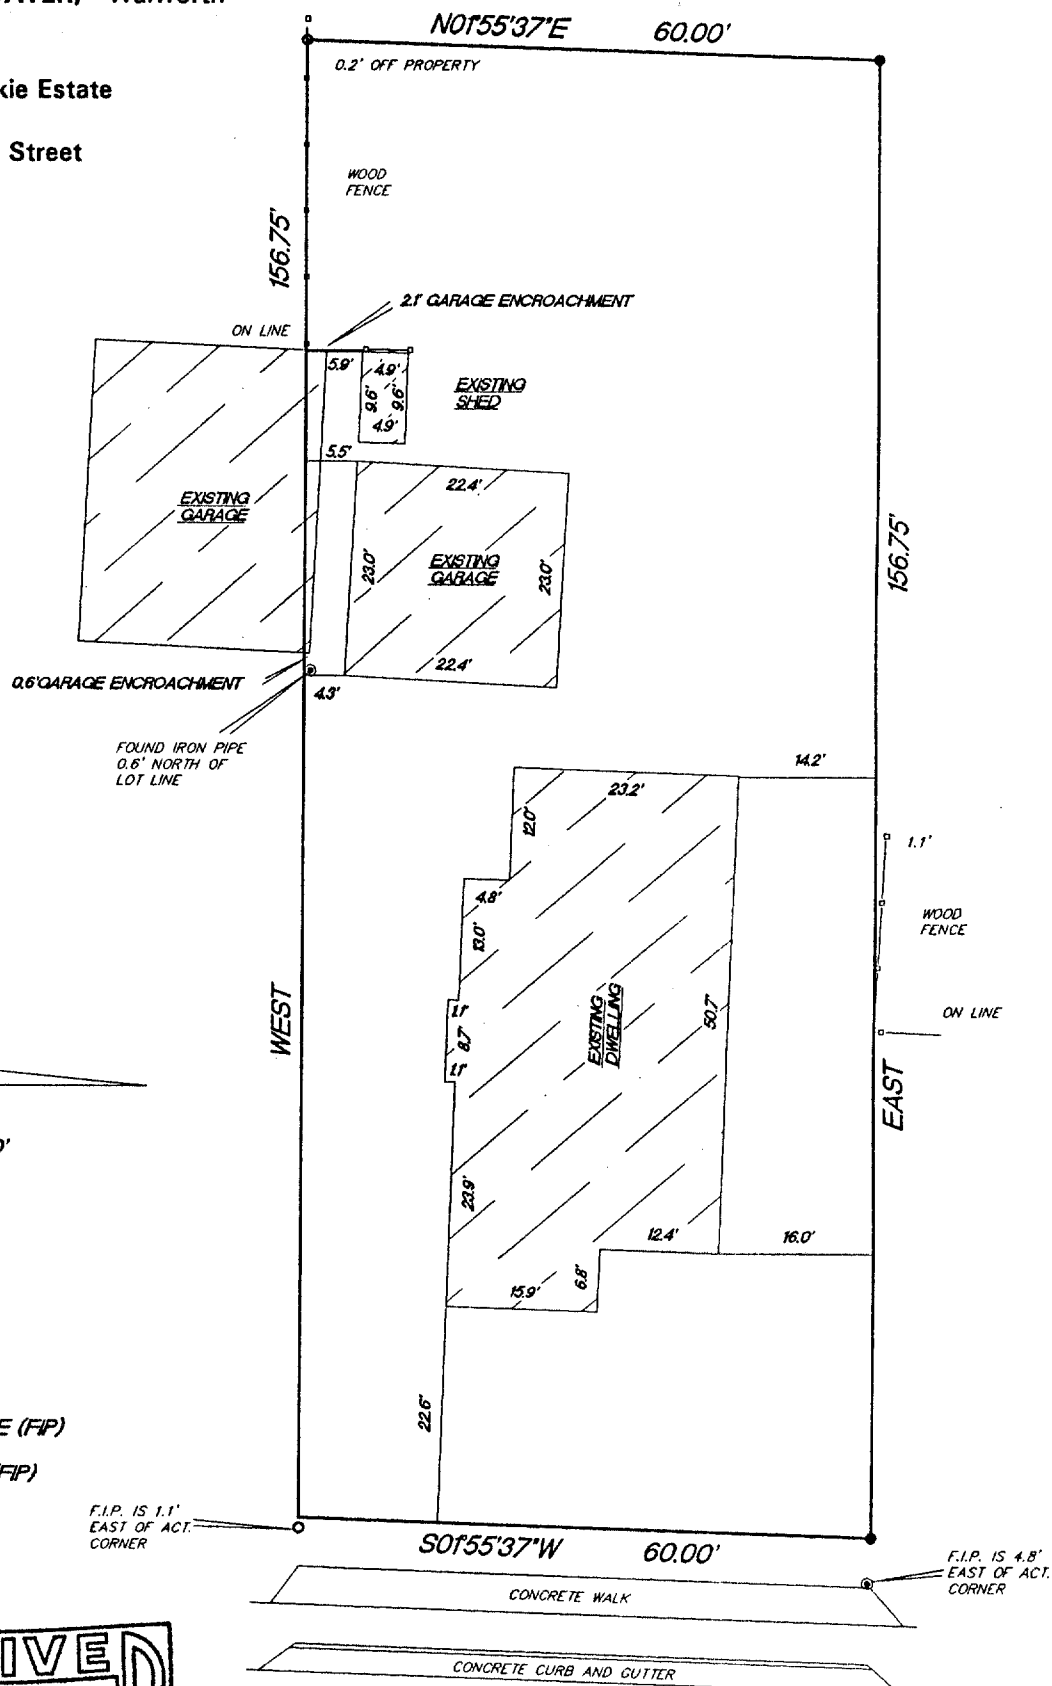 Walworth
kie Estate
Street
N01°55'37"E 60.00'
0.2' OFF PROPERTY
WOOD
FENCE
156.75'
2.1' GARAGE ENCROACHMENT
ON LINE
5.9'
4.9'
9.6'
9.6'
4.9'
EXISTING
SHED
5.5'
22.4'
EXISTING
GARAGE
EXISTING
GARAGE
23.0'
23.0'
156.75'
22.4'
0.6' GARAGE ENCROACHMENT
4.3'
FOUND IRON PIPE
0.6' NORTH OF
LOT LINE
14.2'
23.2'
12.0'
1.1'
4.8'
13.0'
WOOD
FENCE
1.1'
8.7'
1.1'
EXISTING
DWELLING
50.7'
ON LINE
WEST
EAST
23.9'
12.4'
16.0'
6.8'
15.9'
22.6'
E (FIP)
(FIP)
F.I.P. IS 1.1'
EAST OF ACT.
CORNER
S01°55'37"W 60.00'
F.I.P. IS 4.8'
EAST OF ACT.
CORNER
CONCRETE WALK
CONCRETE CURB AND GUTTER
IVE